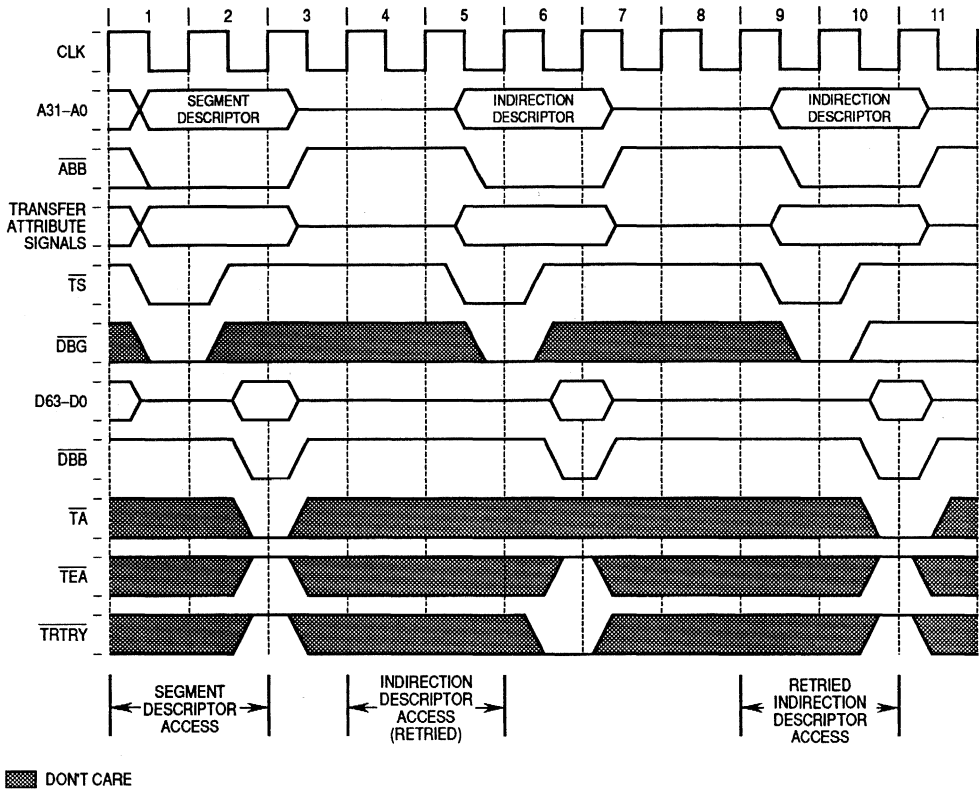 1 2 3 4 5 6 7 8 9 10 11
CLK
A31–A0
SEGMENT
DESCRIPTOR
INDIRECTION
DESCRIPTOR
INDIRECTION
DESCRIPTOR
ABB
TRANSFER
ATTRIBUTE
SIGNALS
TS
DBG
D63–D0
DBB
TA
TEA
TRTRY
SEGMENT
DESCRIPTOR
ACCESS
INDIRECTION
DESCRIPTOR
ACCESS
(RETRIED)
RETRIED
INDIRECTION
DESCRIPTOR
ACCESS
DON'T CARE